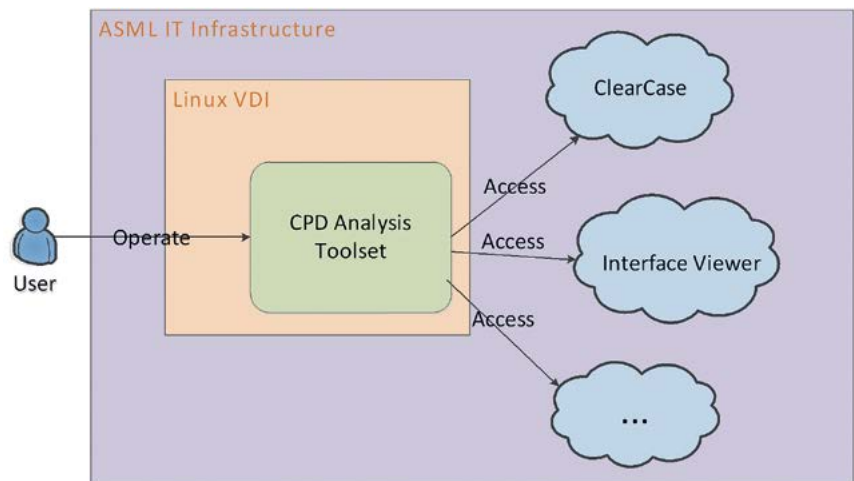 ASML IT Infrastructure
Linux VDI
ClearCase
Access
CPD Analysis
Toolset
Operate
User
Access
Interface Viewer
Access
...